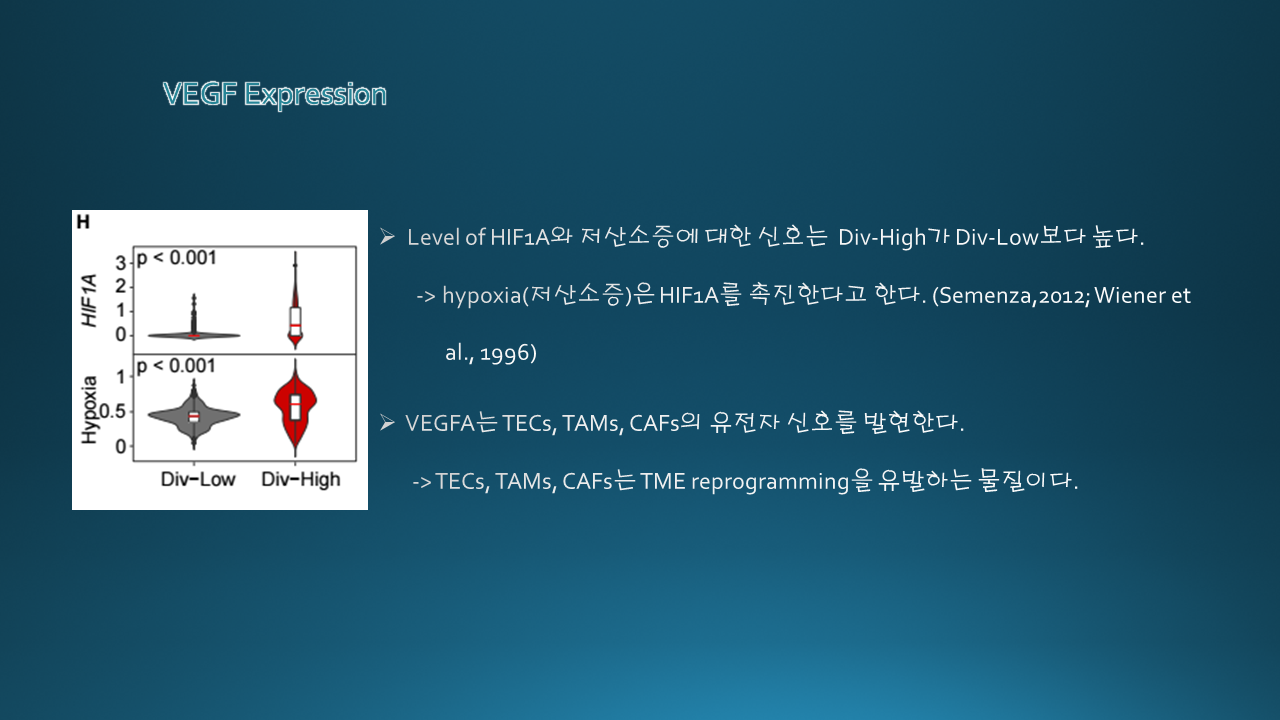 VEGF Expression
H
p < 0.001
HIF1A
3
2
1
0
p < 0.001
Hypoxia
1
0.5
0
Div-Low Div-High
➢ Level of HIF1A와 저산소증에 대한 신호는 Div-High가 Div-Low보다 높다.
-> hypoxia(저산소증)은 HIF1A를 촉진한다고 한다. (Semenza,2012; Wiener et
al., 1996)
➢ VEGFA는 TECs, TAMs, CAFs의 유전자 신호를 발현한다.
-> TECs, TAMs, CAFs는 TME reprogramming을 유발하는 물질이다.